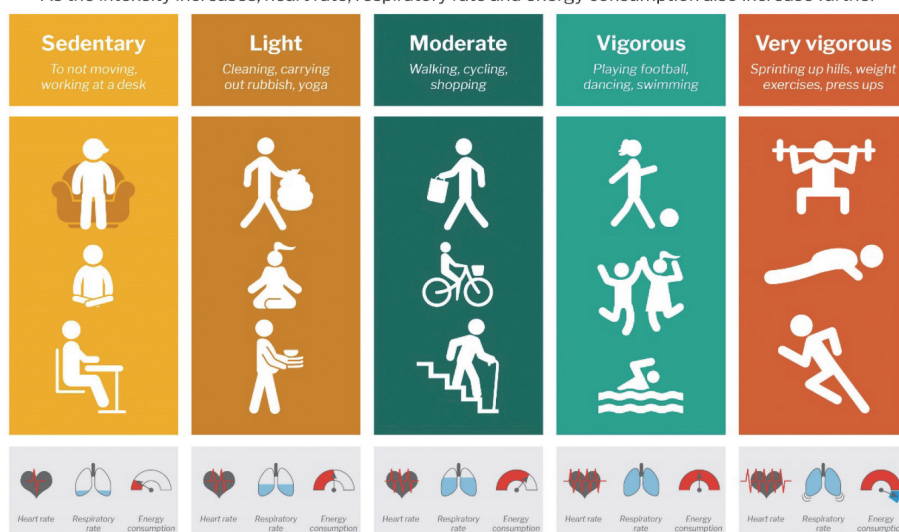 As the intensity increases, heart rate, respiratory rate and energy consumption also increase further
Sedentary
To not moving,
working at a desk
Light
Cleaning, carrying
out rubbish, yoga
Moderate
Walking, cycling,
shopping
Vigorous
Playing football,
dancing, swimming
Very vigorous
Sprinting up hills, weight
exercises, press ups
Heart rate
Respiratory
rate
Energy
consumption
Heart rate
Respiratory
rate
Energy
consumption
Heart rate
Respiratory
rate
Energy
consumption
Heart rate
Respiratory
rate
Energy
consumption
Heart rate
Respiratory
rate
Energy
consumption